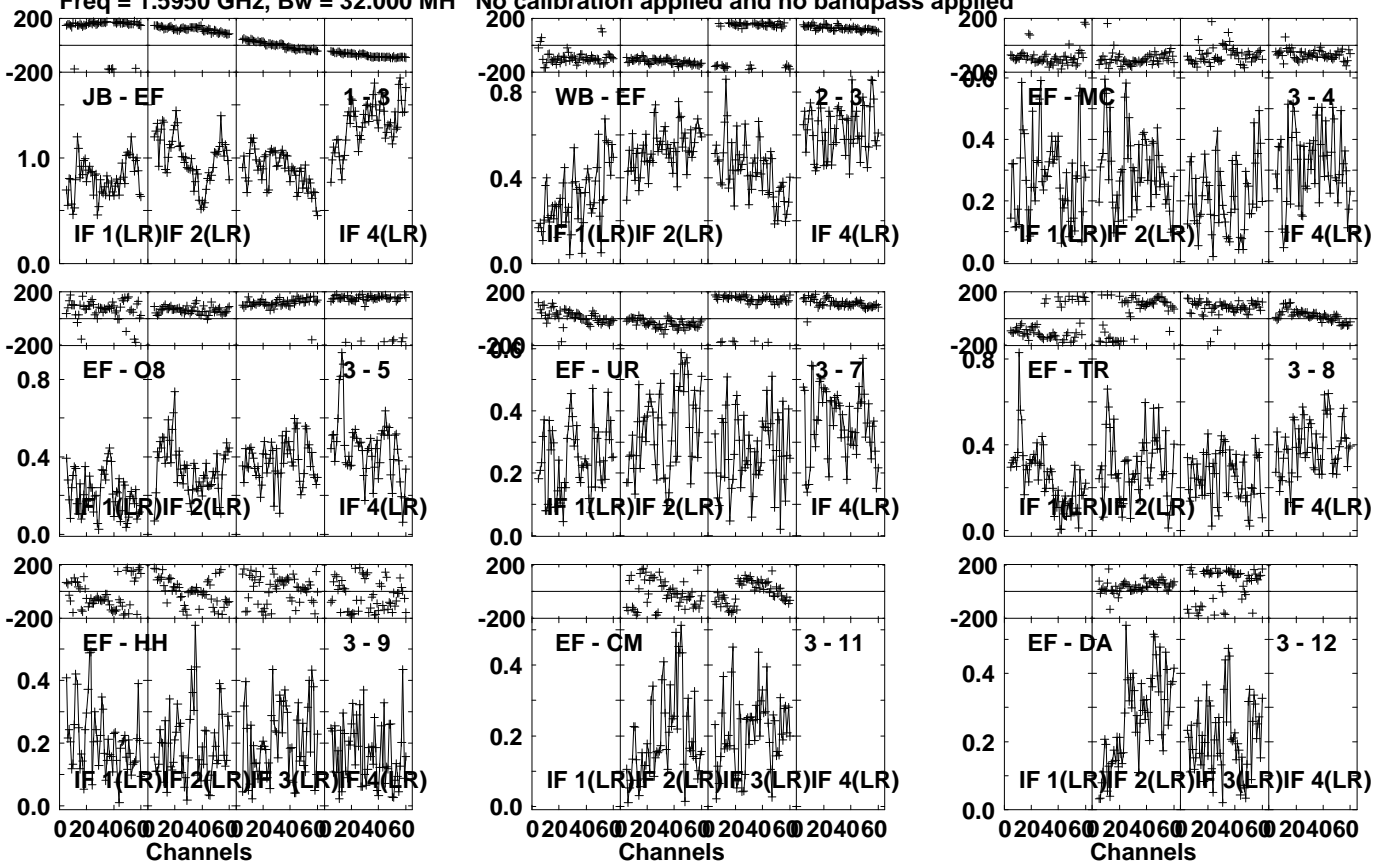 Freq = 1.5950 GHz, Bw = 32.000 MH No calibration applied and no bandpass applied
200
-200
JB - EF 1 - 3
1.0
IF 1(LR) IF 2(LR) IF 4(LR)
0.0
WB - EF 2 - 3
200
-200
0.8
0.4
IF 1(LR) IF 2(LR) IF 4(LR)
0.0
200
-200
0.6
EF - MC 3 - 4
0.4
0.2
IF 1(LR) IF 2(LR) IF 4(LR)
0.0
200
-200
EF - O8 3 - 5
0.8
0.4
IF 1(LR) IF 2(LR) IF 4(LR)
0.0
200
-200
0.6
EF - UR 3 - 7
0.4
0.2
IF 1(LR) IF 2(LR) IF 4(LR)
0.0
200
-200
0.8
EF - TR 3 - 8
0.4
IF 1(LR) IF 2(LR) IF 4(LR)
0.0
200
-200
EF - HH 3 - 9
0.4
0.2
IF 1(LR) IF 2(LR) IF 3(LR) IF 4(LR)
0.0
200
-200
EF - CM 3 - 11
0.4
0.2
IF 1(LR) IF 2(LR) IF 3(LR) IF 4(LR)
0.0
200
-200
EF - DA 3 - 12
0.4
0.2
IF 1(LR) IF 2(LR) IF 3(LR) IF 4(LR)
0.0
0 20 40 60 0 20 40 60 0 20 40 60 0 20 40 60
Channels
0 20 40 60 0 20 40 60 0 20 40 60 0 20 40 60
Channels
0 20 40 60 0 20 40 60 0 20 40 60 0 20 40 60
Channels